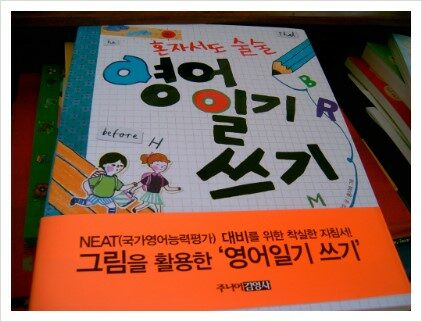 혼자서도 술술
영어
일기
쓰기
B
R
before
H
M
NEAT(국가영어능력평가) 대비를 위한 착실한 지침서!
그림을 활용한 '영어일기 쓰기'
주니어김영사